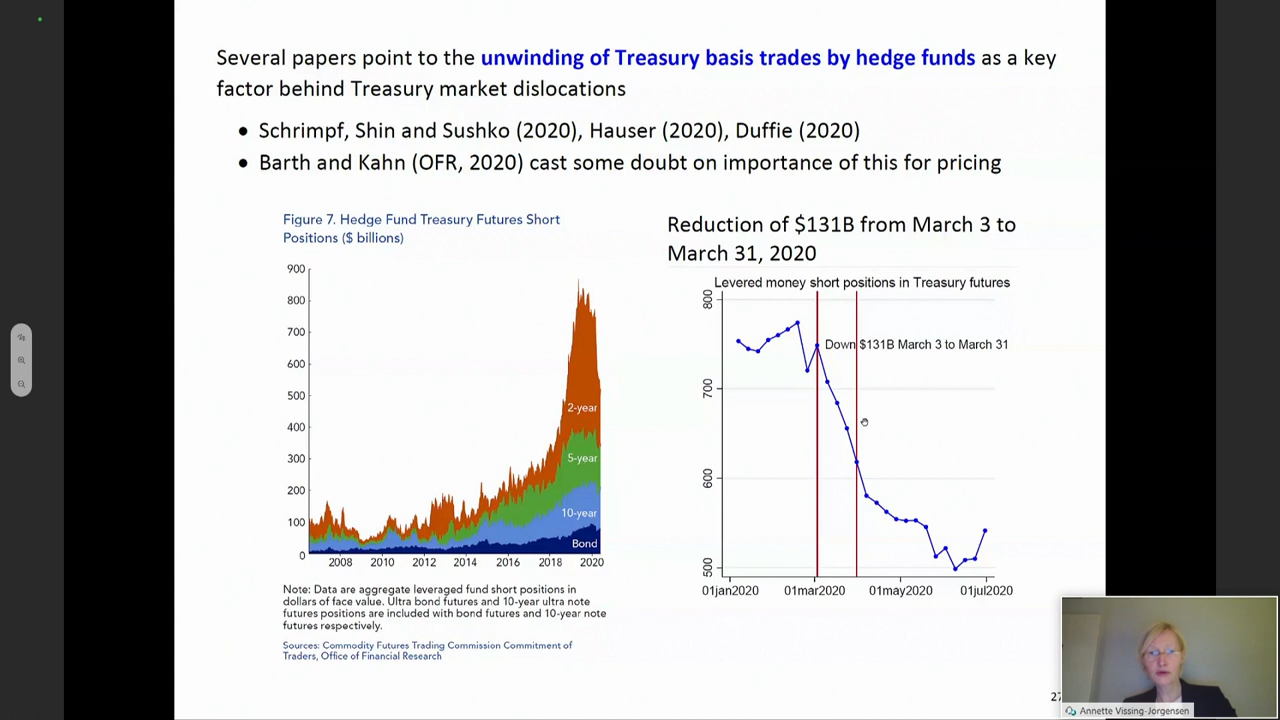 Several papers point to the unwinding of Treasury basis trades by hedge funds as a key
factor behind Treasury market dislocations
• Schrimpf, Shin and Sushko (2020), Hauser (2020), Duffie (2020)
• Barth and Kahn (OFR, 2020) cast some doubt on importance of this for pricing
Figure 7. Hedge Fund Treasury Futures Short
Positions ($ billions)
900
800
700
600
500
400
300
200
100
0
2-year
5-year
10-year
Bond
2008 2010 2012 2014 2016 2018 2020
Note: Data are aggregate leveraged fund short positions in
dollars of face value. Ultra bond futures and 10-year ultra note
futures positions are included with bond futures and 10-year note
futures respectively.
Sources: Commodity Futures Trading Commission Commitment of
Traders, Office of Financial Research
Reduction of $131B from March 3 to
March 31, 2020
Levered money short positions in Treasury futures
800
700
600
500
Down $131B March 3 to March 31
01jan2020 01mar2020 01may2020 01jul2020
27
Annette Vissing-Jörgensen